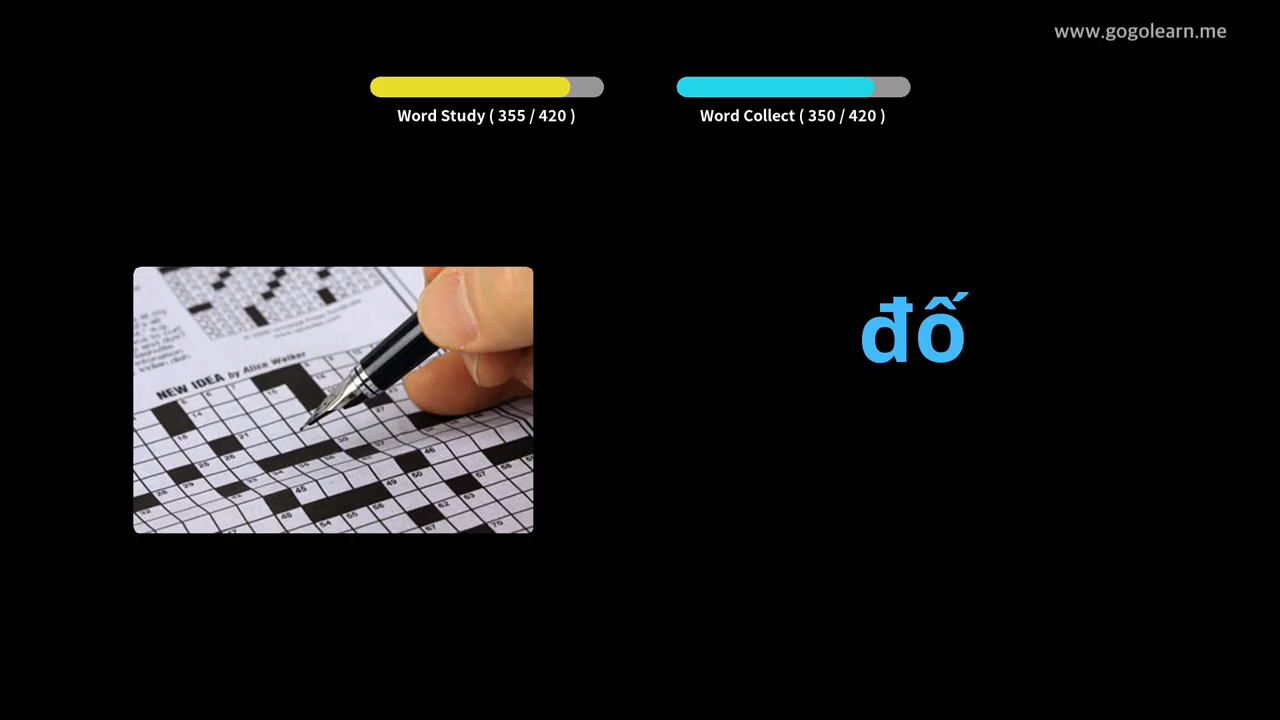 www.gogolearn.me
Word Study ( 355 / 420 )
Word Collect ( 350 / 420 )
đố
NEW IDEA by Alice Walker